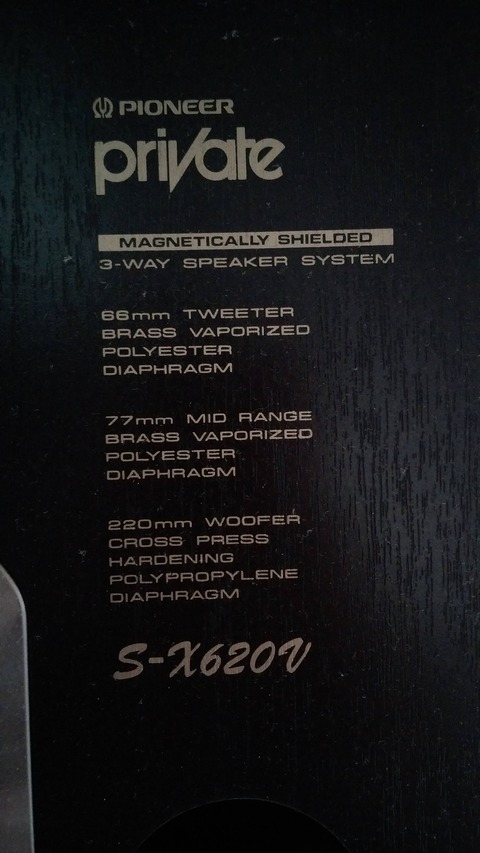 PIONEER
private
MAGNETICALLY SHIELDED
3-WAY SPEAKER SYSTEM
66mm TWEETER
BRASS VAPORIZED
POLYESTER
DIAPHRAGM
77mm MID RANGE
BRASS VAPORIZED
POLYESTER
DIAPHRAGM
220mm WOOFER
CROSS PRESS
HARDENING
POLYPROPYLENE
DIAPHRAGM
S-X620V